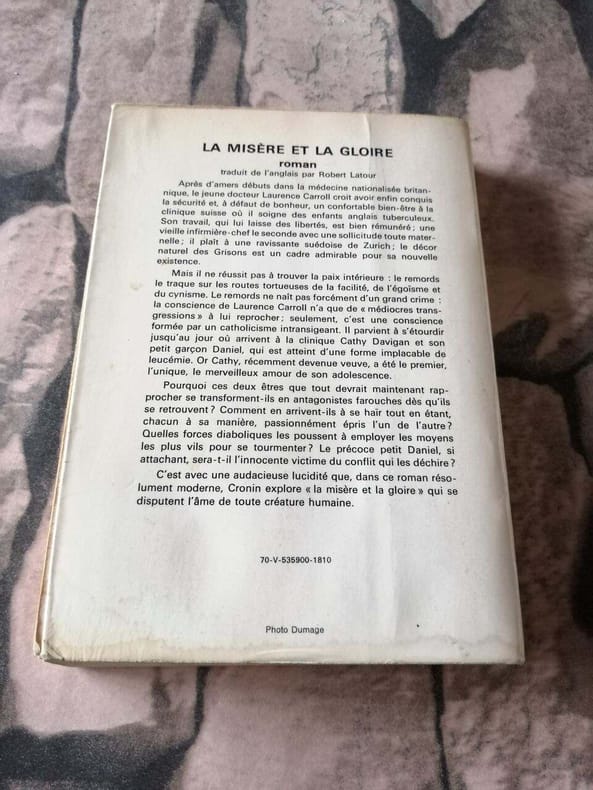 LA MISÈRE ET LA GLOIRE
roman
traduit de l'anglais par Robert Latour
Après d'amers débuts dans la médecine nationalisée britan-
nique, le jeune docteur Laurence Carroll croit avoir enfin conquis
la sécurité et, à défaut de bonheur, un confortable bien-être à la
clinique suisse où il soigne des enfants anglais tuberculeux.
Son travail, qui lui laisse des libertés, est bien rémunéré ; une
vieille infirmière-chef le seconde avec une sollicitude toute mater-
nelle ; il plaît à une ravissante suédoise de Zurich ; le décor
naturel des Grisons est un cadre admirable pour sa nouvelle
existence.
Mais il ne réussit pas à trouver la paix intérieure : le remords
le traque sur les routes tortueuses de la facilité, de l'égoïsme et
du cynisme. Le remords ne naît pas forcément d'un grand crime :
la conscience de Laurence Carroll n'a que de « médiocres trans-
gressions » à lui reprocher ; seulement, c'est une conscience
formée par un catholicisme intransigeant. Il parvient à s'étourdir
jusqu'au jour où arrivent à la clinique Cathy Davigan et son
petit garçon Daniel, qui est atteint d'une forme implacable de
leucémie. Or Cathy, récemment devenue veuve, a été le premier,
l'unique, le merveilleux amour de son adolescence.
Pourquoi ces deux êtres que tout devrait maintenant rap-
procher se transforment-ils en antagonistes farouches dès qu'ils
se retrouvent ? Comment en arrivent-ils à se haïr tout en étant,
chacun à sa manière, passionnément épris l'un de l'autre ?
Quelles forces diaboliques les poussent à employer les moyens
les plus vils pour se tourmenter ? Le précoce petit Daniel, si
attachant, sera-t-il l'innocente victime du conflit qui les déchire ?
C'est avec une audacieuse lucidité que, dans ce roman réso-
lument moderne, Cronin explore « la misère et la gloire » qui se
disputent l'âme de toute créature humaine.
70-V-535900-1810
Photo Dumage